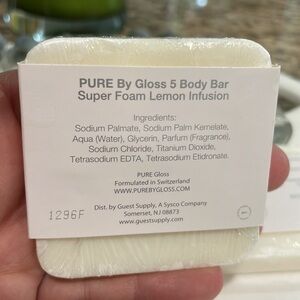 PURE By Gloss 5 Body Bar
Super Foam Lemon Infusion
Ingredients:
Sodium Palmate, Sodium Palm Kernelate,
Aqua (Water), Glycerin, Parfum (Fragrance),
Sodium Chloride, Titanium Dioxide,
Tetrasodium EDTA, Tetrasodium Etidronate.
PURE Gloss
Formulated in Switzerland
WWW.PUREBYGLOSS.COM
1296F
Dist. by Guest Supply, A Sysco Company
Somerset, NJ 08873
www.guestsupply.com